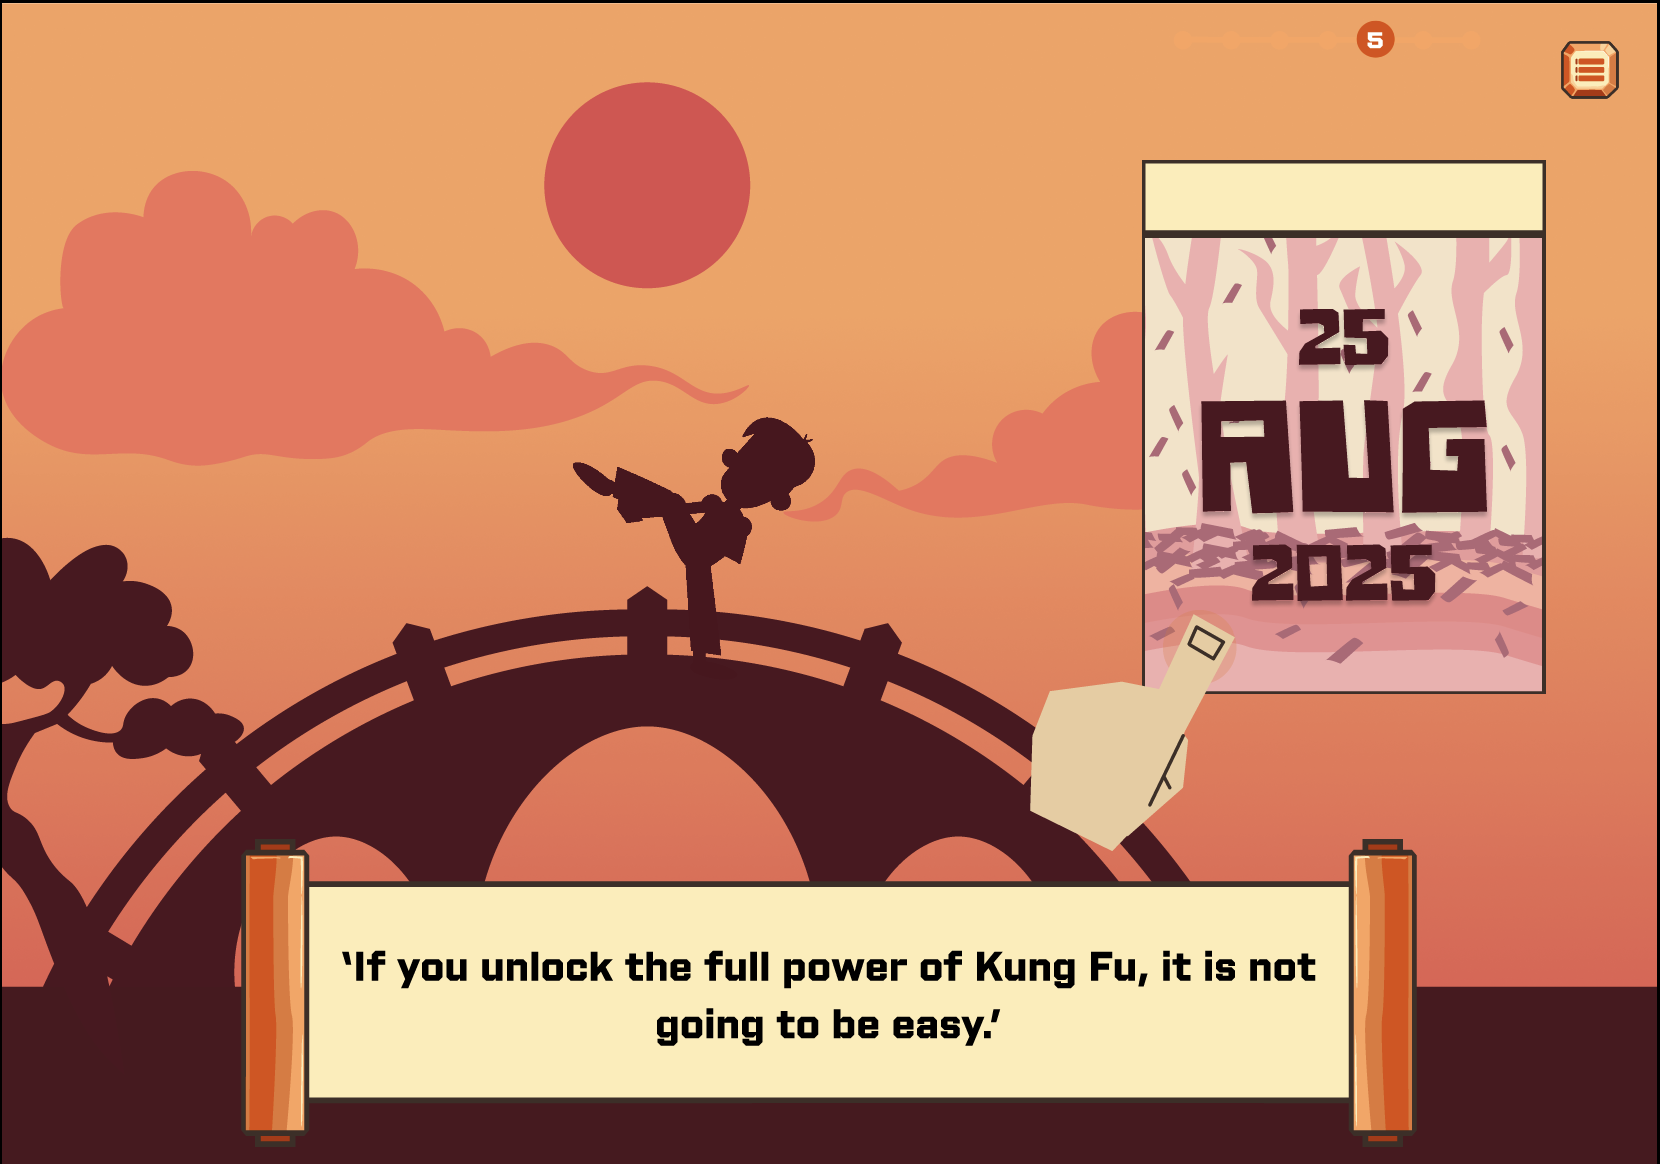 5
25
AUG
2025
‘If you unlock the full power of Kung Fu, it is not
going to be easy.’